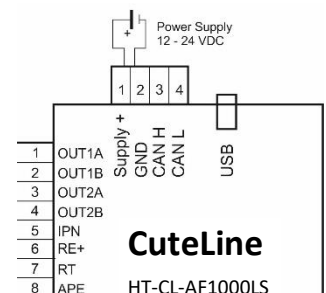 +
Power Supply
12 - 24 VDC
1 2 3 4
Supply +
GND
CAN H
CAN L
USB
1 OUT1A
2 OUT1B
3 OUT2A
4 OUT2B
5 IPN
6 RE+
7 RT
8 APE
CuteLine
HT-CL-AE1000LS